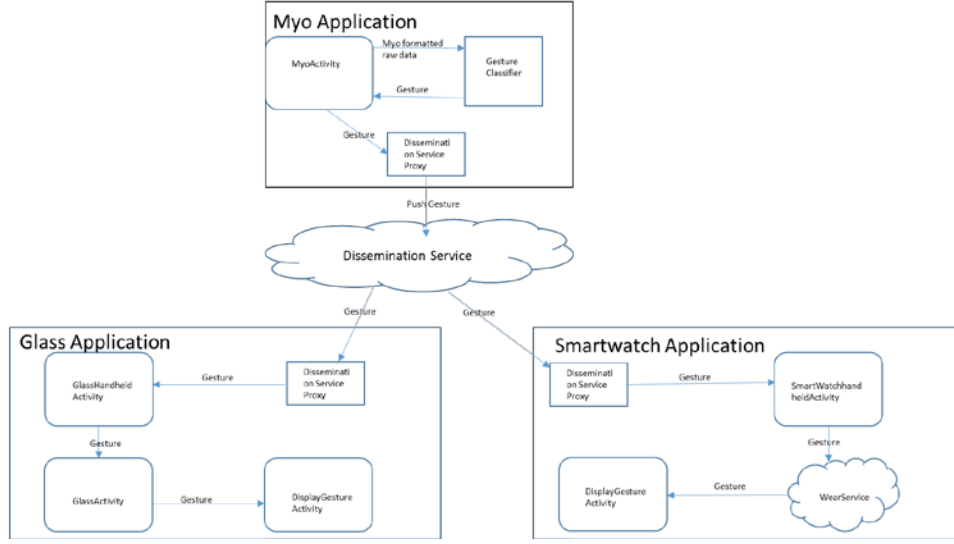 Myo Application
MyoActivity
Myo formatted
raw data
Gesture
Classifier
Gesture
Gesture
Disseminati
on Service
Proxy
Push Gesture
Dissemination Service
Gesture
Gesture
Glass Application
GlassHandheld
Activity
Gesture
Disseminati
on Service
Proxy
Gesture
GlassActivity
Gesture
DisplayGesture
Activity
Smartwatch Application
Disseminati
on Service
Proxy
Gesture
SmartWatchhan
dheldActivity
Gesture
DisplayGesture
Activity
Gesture
WearService